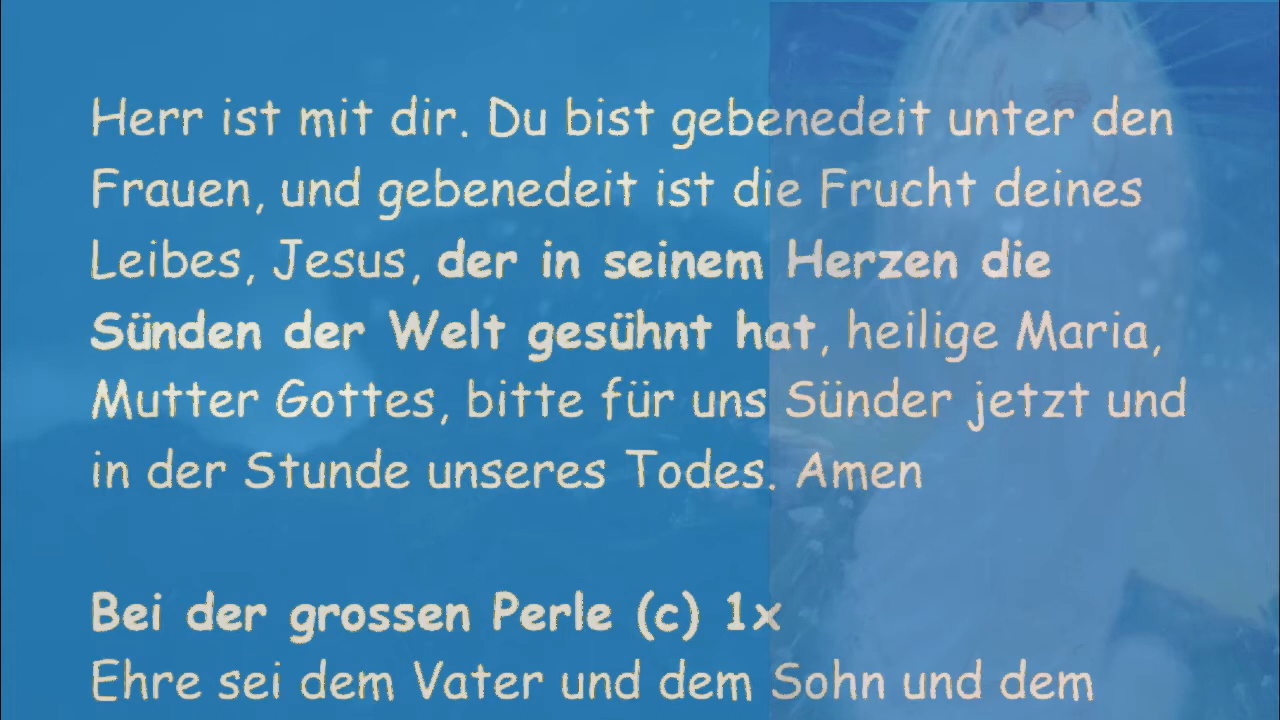 Herr ist mit dir. Du bist gebenedeit unter den
Frauen, und gebenedeit ist die Frucht deines
Leibes, Jesus, der in seinem Herzen die
Sünden der Welt gesühnt hat, heilige Maria,
Mutter Gottes, bitte für uns Sünder jetzt und
in der Stunde unseres Todes. Amen
Bei der grossen Perle (c) 1x
Ehre sei dem Vater und dem Sohn und dem